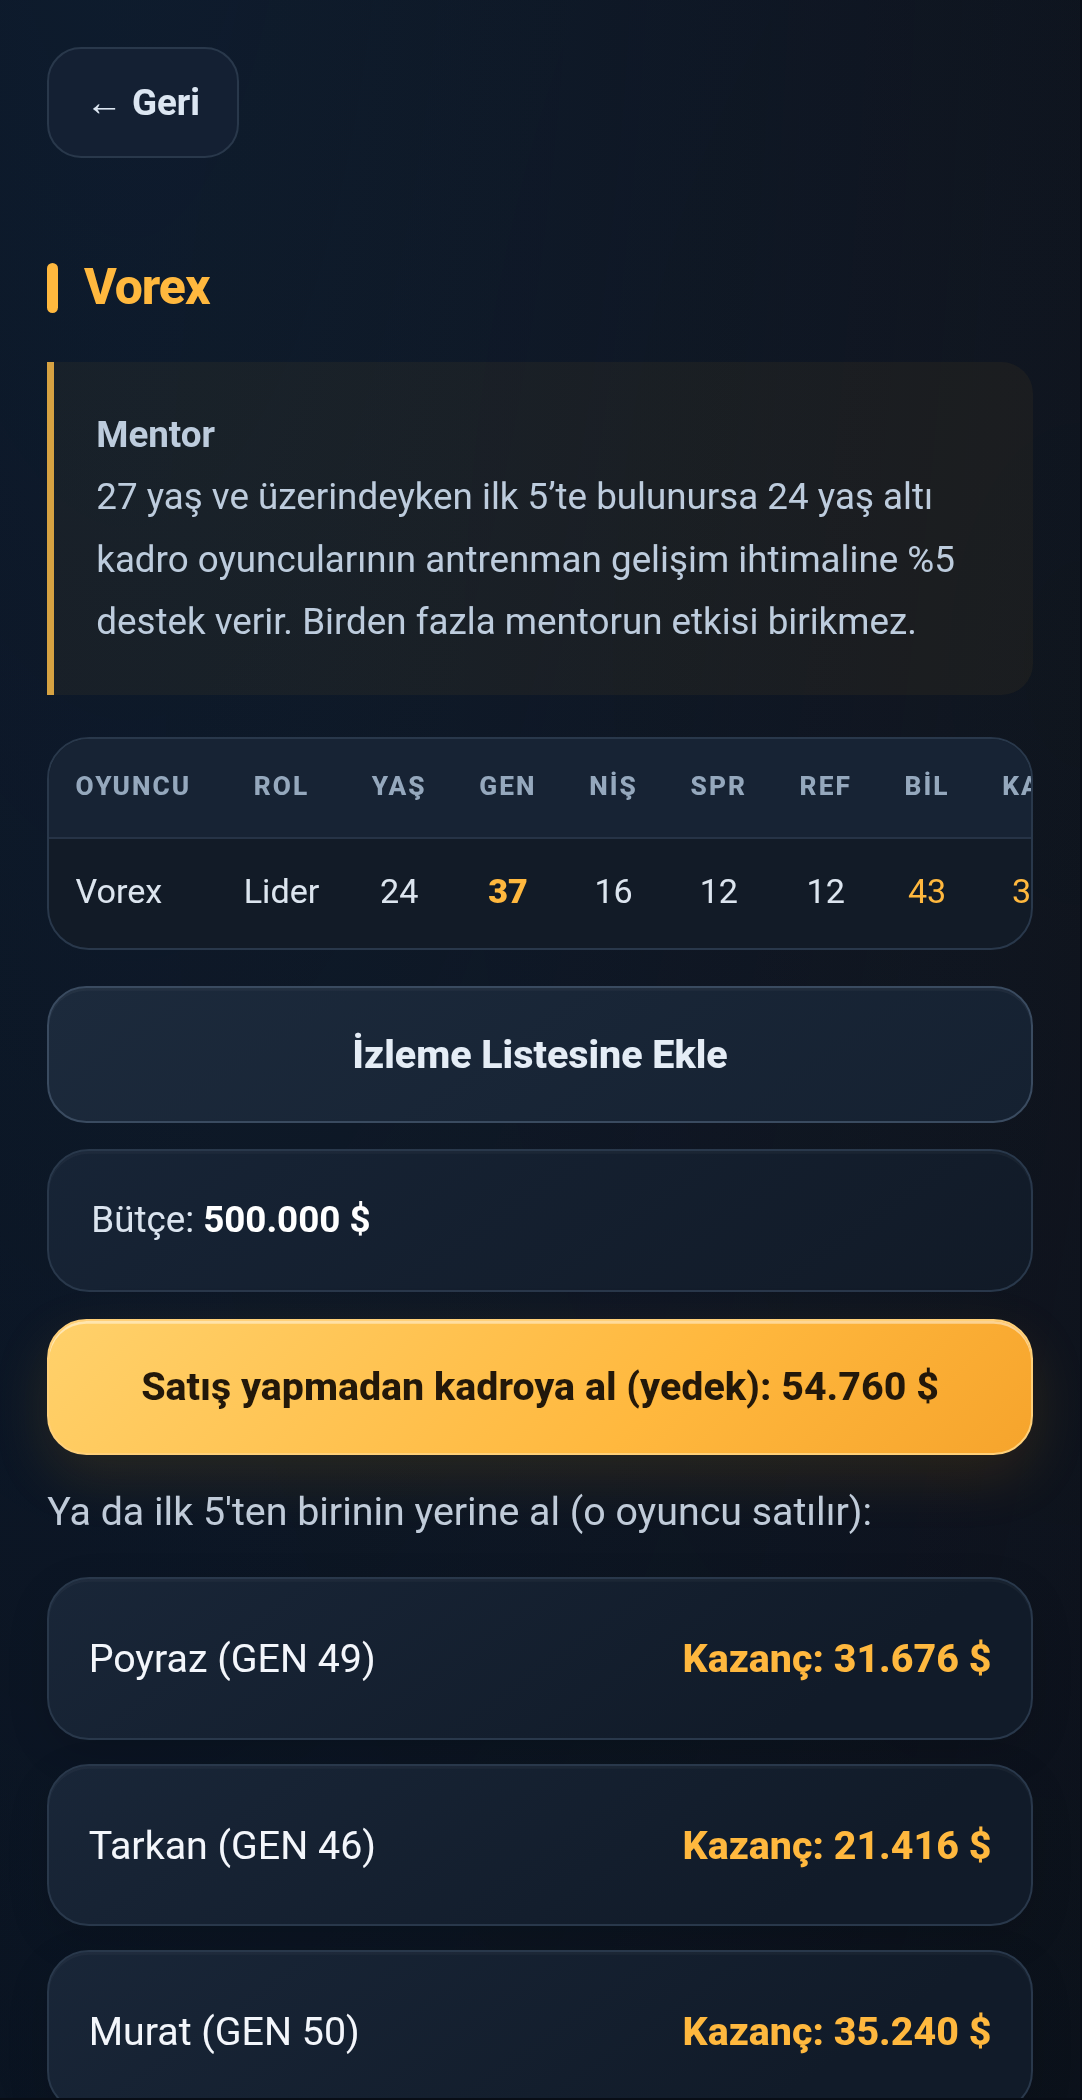 ← Geri
Vorex
Mentor
27 yaş ve üzerindeyken ilk 5’te bulunursa 24 yaş altı
kadro oyuncularının antrenman gelişim ihtimaline %5
destek verir. Birden fazla mentorun etkisi birikmez.
OYUNCU ROL YAŞ GEN NİŞ SPR REF BİL
Vorex Lider 24 37 16 12 12 43
İzleme Listesine Ekle
Bütçe: 500.000 $
Satış yapmadan kadroya al (yedek): 54.760 $
Ya da ilk 5'ten birinin yerine al (o oyuncu satılır):
Poyraz (GEN 49) Kazanç: 31.676 $
Tarkan (GEN 46) Kazanç: 21.416 $
Murat (GEN 50) Kazanç: 35.240 $